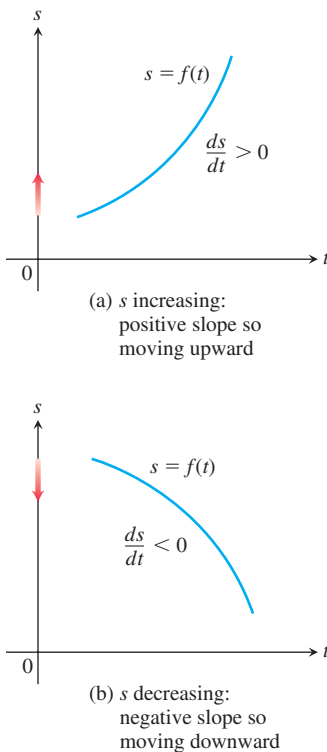 s
s = f(t)
ds/dt > 0
0
t
(a) s increasing:
positive slope so
moving upward
s
s = f(t)
ds/dt < 0
0
t
(b) s decreasing:
negative slope so
moving downward